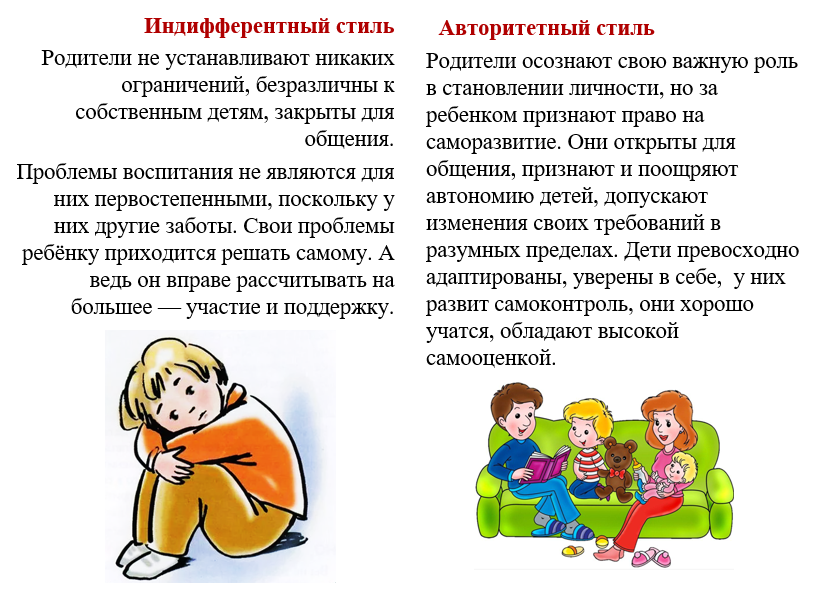 Индифферентный стиль
Родители не устанавливают никаких
ограничений, безразличны к
собственным детям, закрыты для
общения.
Проблемы воспитания не являются для
них первостепенными, поскольку у
них другие заботы. Свои проблемы
ребёнку приходится решать самому. А
ведь он вправе рассчитывать на
большее — участие и поддержку.
Авторитетный стиль
Родители осознают свою важную роль
в становлении личности, но за
ребенком признают право на
саморазвитие. Они открыты для
общения, признают и поощряют
автономию детей, допускают
изменения своих требований в
разумных пределах. Дети превосходно
адаптированы, уверены в себе,  у них
развит самоконтроль, они хорошо
учатся, обладают высокой
самооценкой.